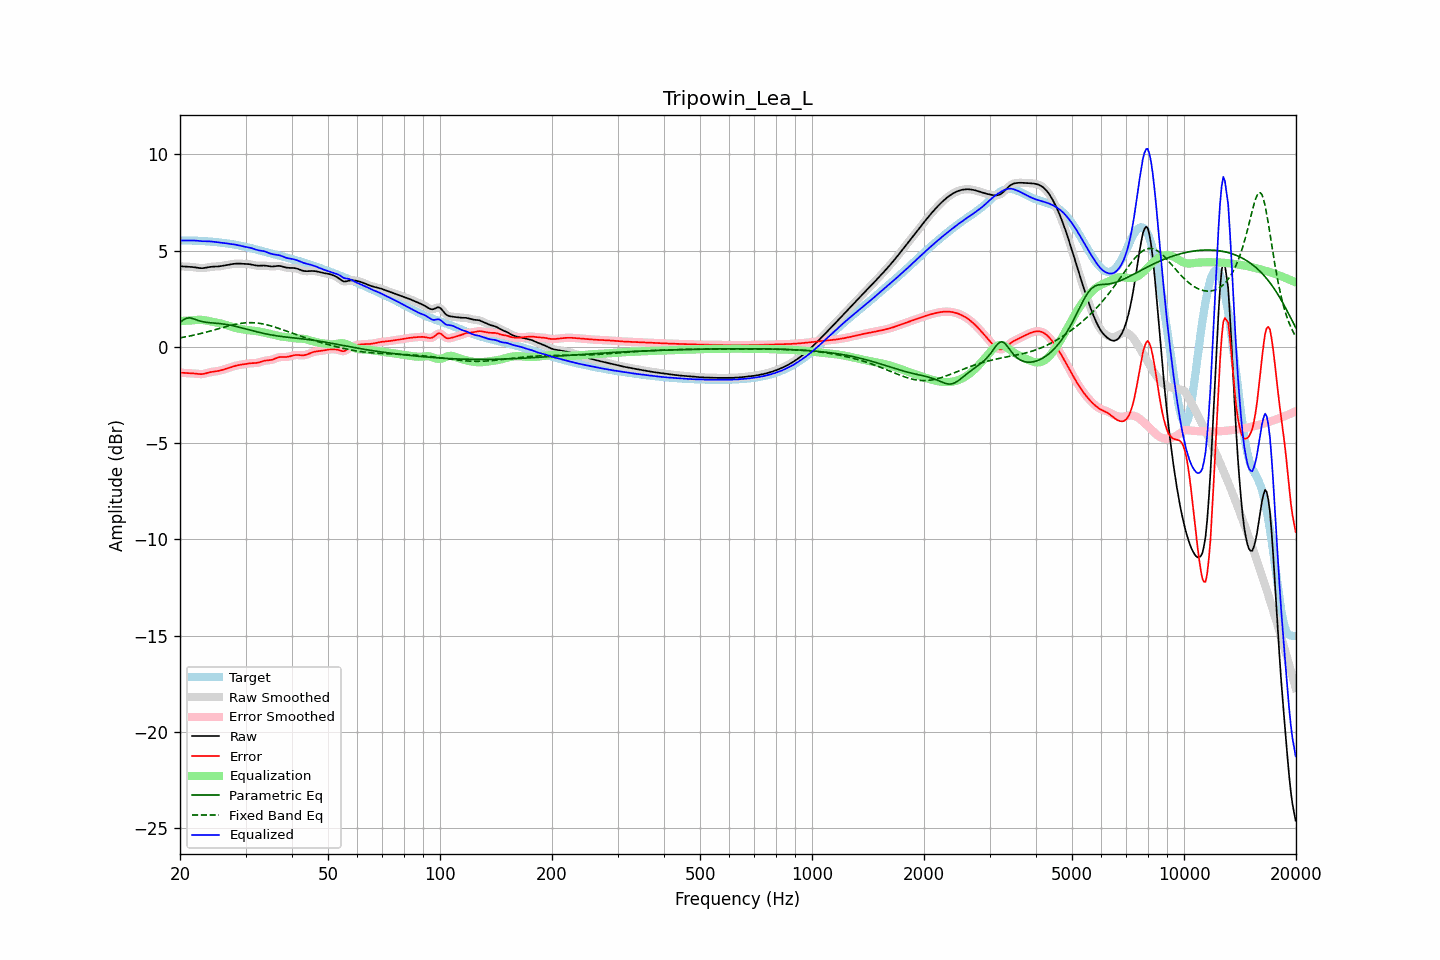 Tripowin_Lea_L
Amplitude (dBr)
10
5
0
−5
−10
−15
−20
−25
Target
Raw Smoothed
Error Smoothed
Raw
Error
Equalization
Parametric Eq
Fixed Band Eq
Equalized
20 50 100 200 500 1000 2000 5000 10000 20000
Frequency (Hz)